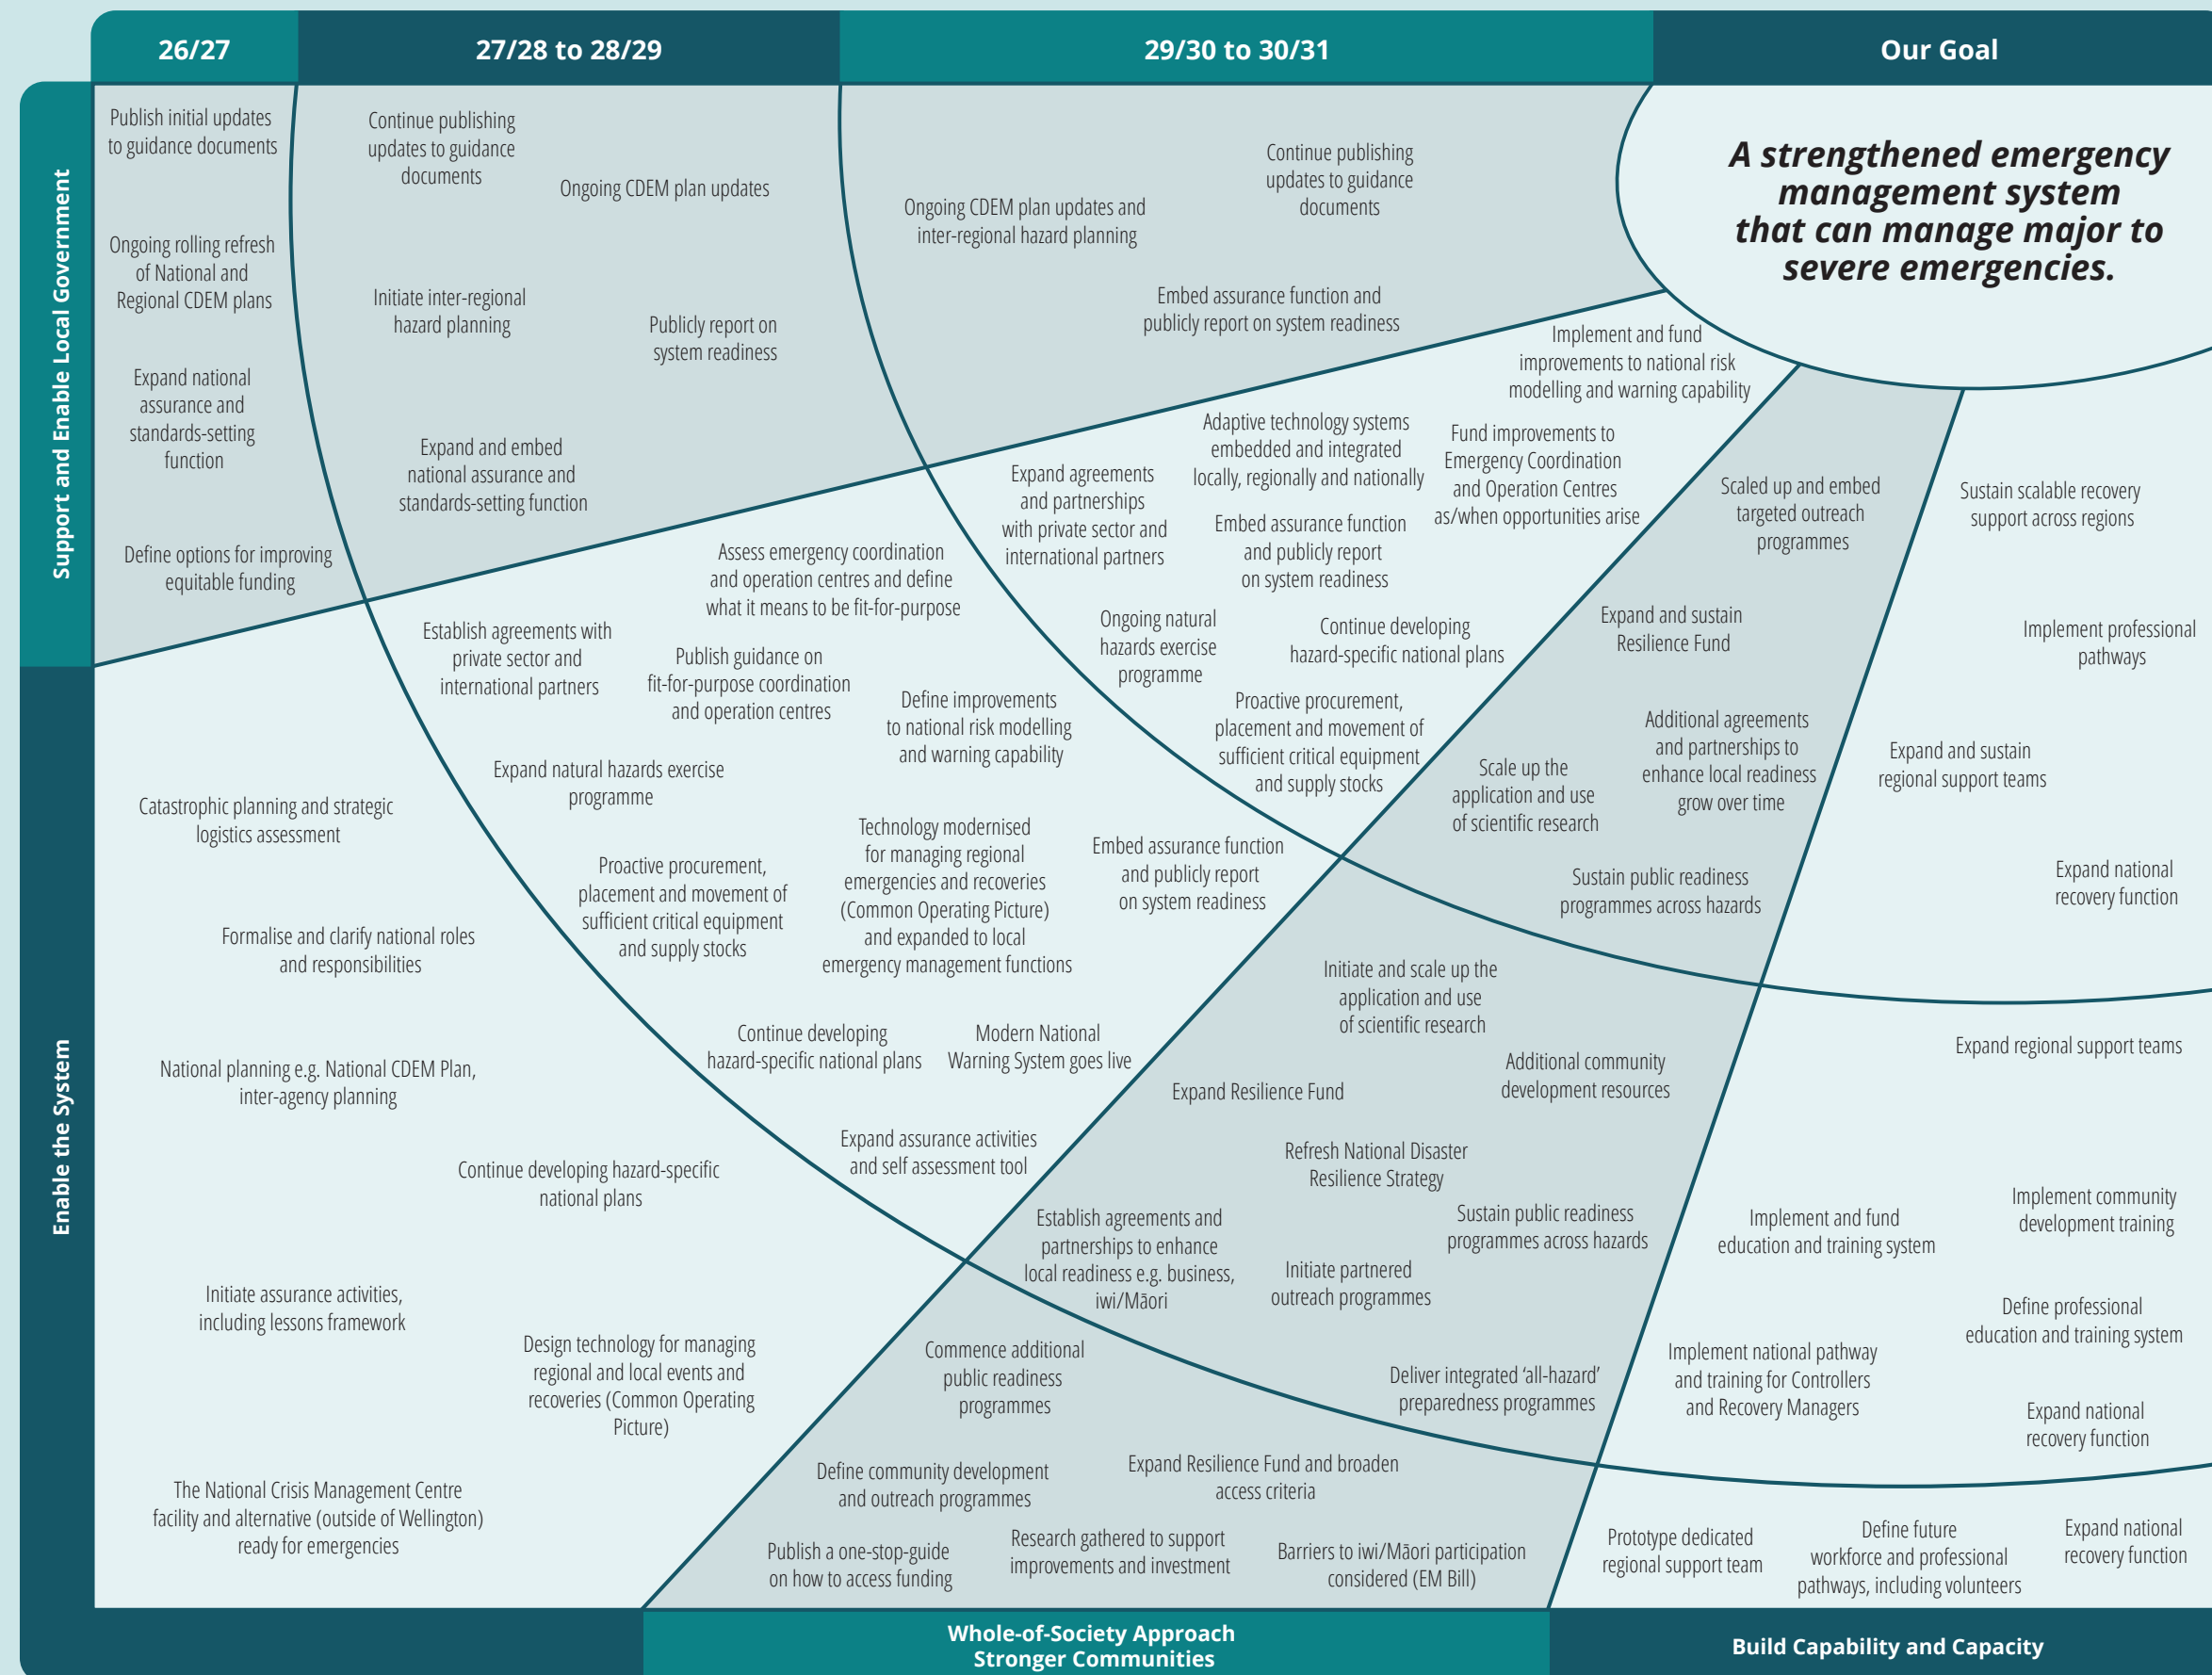 26/27
27/28 to 28/29
29/30 to 30/31
Our Goal
Support and Enable Local Government
Publish initial updates
to guidance documents
Ongoing rolling refresh
of National and
Regional CDEM plans
Expand national
assurance and
standards-setting
function
Define options for improving
equitable funding
Continue publishing
updates to guidance
documents
Ongoing CDEM plan updates
Initiate inter-regional
hazard planning
Publicly report on
system readiness
Expand and embed
national assurance and
standards-setting function
Continue publishing
updates to guidance
documents
Ongoing CDEM plan updates and
inter-regional hazard planning
Embed assurance function and
publicly report on system readiness
A strengthened emergency
management system
that can manage major to
severe emergencies.
Enable the System
Catastrophic planning and strategic
logistics assessment
Formalise and clarify national roles
and responsibilities
National planning e.g. National CDEM Plan,
inter-agency planning
Continue developing hazard-specific
national plans
Initiate assurance activities,
including lessons framework
Design technology for managing
regional and local events and
recoveries (Common Operating
Picture)
The National Crisis Management Centre
facility and alternative (outside of Wellington)
ready for emergencies
Assess emergency coordination
and operation centres and define
what it means to be fit-for-purpose
Establish agreements with
private sector and
international partners
Publish guidance on
fit-for-purpose coordination
and operation centres
Define improvements
to national risk modelling
and warning capability
Expand natural hazards exercise
programme
Proactive procurement,
placement and movement of
sufficient critical equipment
and supply stocks
Technology modernised
for managing regional
emergencies and recoveries
(Common Operating Picture)
and expanded to local
emergency management functions
Embed assurance function
and publicly report
on system readiness
Continue developing
hazard-specific national plans
Modern National
Warning System goes live
Expand assurance activities
and self assessment tool
Implement and fund
improvements to national risk
modelling and warning capability
Adaptive technology systems
embedded and integrated
locally, regionally and nationally
Fund improvements to
Emergency Coordination
and Operation Centres
as/when opportunities arise
Expand agreements
and partnerships
with private sector and
international partners
Embed assurance function
and publicly report
on system readiness
Ongoing natural
hazards exercise
programme
Continue developing
hazard-specific national plans
Proactive procurement,
placement and movement of
sufficient critical equipment
and supply stocks
Scaled up and embed
targeted outreach
programmes
Expand and sustain
Resilience Fund
Additional agreements
and partnerships to
enhance local readiness
grow over time
Scale up the
application and use
of scientific research
Sustain public readiness
programmes across hazards
Initiate and scale up the
application and use
of scientific research
Additional community
development resources
Expand Resilience Fund
Refresh National Disaster
Resilience Strategy
Establish agreements and
partnerships to enhance
local readiness e.g. business,
iwi/Māori
Sustain public readiness
programmes across hazards
Initiate partnered
outreach programmes
Deliver integrated ‘all-hazard’
preparedness programmes
Commence additional
public readiness
programmes
Define community development
and outreach programmes
Expand Resilience Fund and broaden
access criteria
Publish a one-stop-guide
on how to access funding
Research gathered to support
improvements and investment
Barriers to iwi/Māori participation
considered (EM Bill)
Sustain scalable recovery
support across regions
Implement professional
pathways
Expand and sustain
regional support teams
Expand national
recovery function
Expand regional support teams
Implement community
development training
Implement and fund
education and training system
Define professional
education and training system
Implement national pathway
and training for Controllers
and Recovery Managers
Expand national
recovery function
Prototype dedicated
regional support team
Define future
workforce and professional
pathways, including volunteers
Expand national
recovery function
Whole-of-Society Approach
Stronger Communities
Build Capability and Capacity